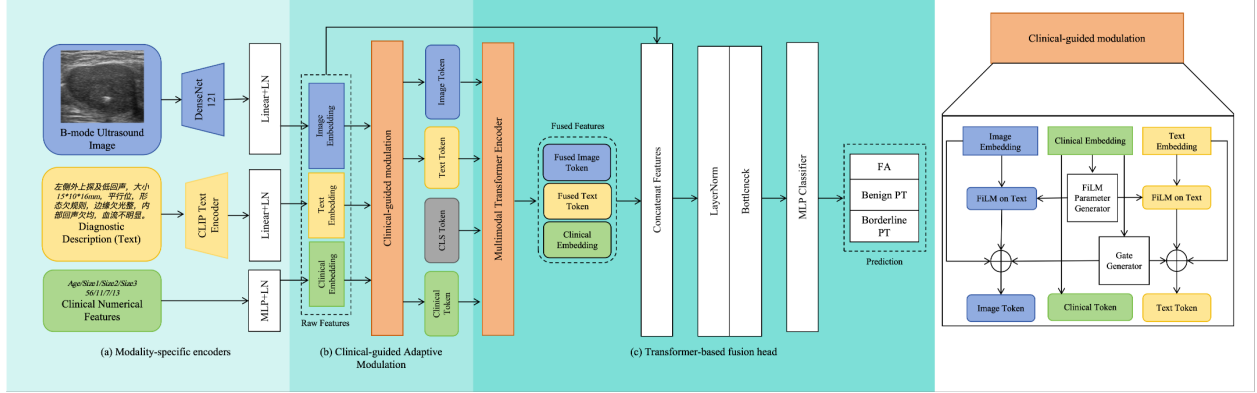 B-mode Ultrasound
Image
DenseNet
121
Linear+LN
左侧外上探及低回声，大小
15*10*16mm，平行位，形
态欠规则，边缘欠光整，内
部回声欠均，血流不明显。
Diagnostic
Description (Text)
CLIP Text
Encoder
Linear+LN
Age/Size1/Size2/Size3
56/11/7/13
Clinical Numerical
Features
MLP+LN
(a) Modality-specific encoders
Image
Embedding
Text
Embedding
Clinical
Embedding
Raw Features
Clinical-guided modulation
Image Token
Text Token
CLS Token
Clinical
Token
(b) Clinical-guided Adaptive
Modulation
Multimodal Transformer Encoder
Fused Features
Fused Image
Token
Fused Text
Token
Clinical
Embedding
Concatenat Features
LayerNorm
Bottleneck
MLP Classifier
FA
Benign PT
Borderline
PT
Prediction
(c) Transformer-based fusion head
Clinical-guided modulation
Image
Embedding
Clinical Embedding
Text
Embedding
FiLM on Text
FiLM
Parameter
Generator
FiLM on Text
Gate
Generator
Image Token
Clinical Token
Text Token